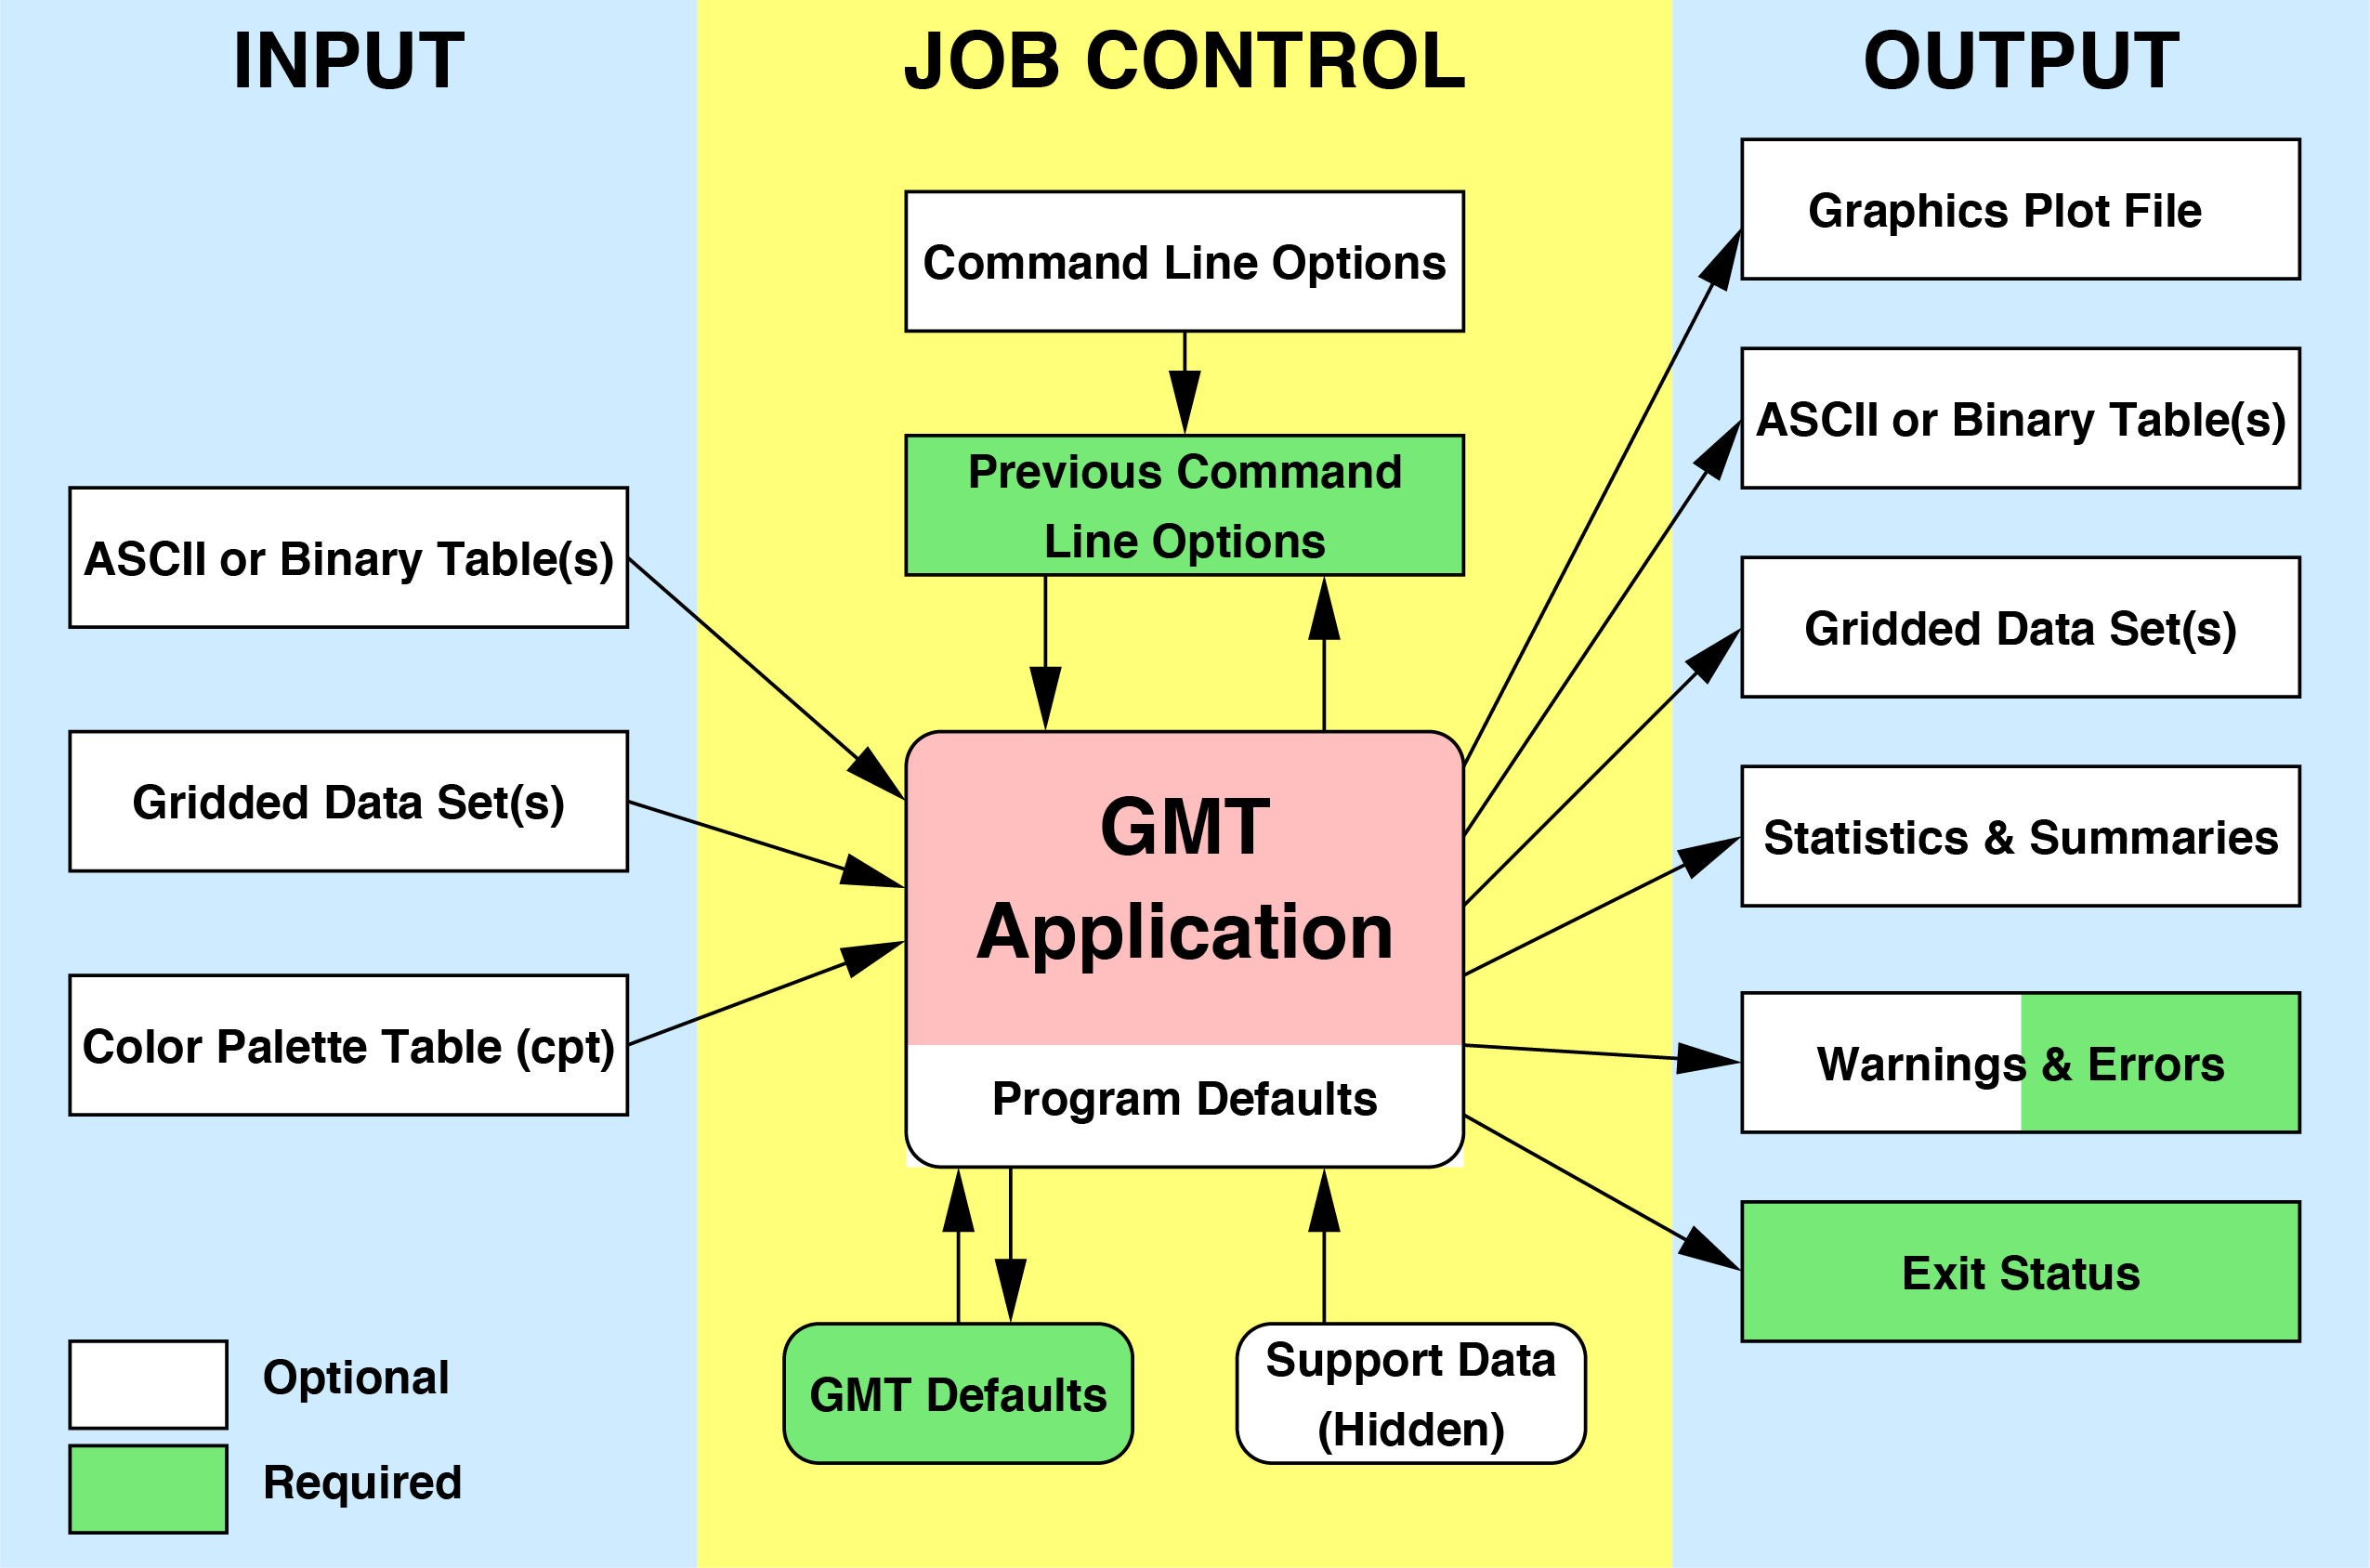 INPUT
ASCII or Binary Table(s)
Gridded Data Set(s)
Color Palette Table (cpt)
Optional
Required
JOB CONTROL
Command Line Options
Previous Command
Line Options
GMT
Application
Program Defaults
GMT Defaults
Support Data
(Hidden)
OUTPUT
Graphics Plot File
ASCII or Binary Table(s)
Gridded Data Set(s)
Statistics & Summaries
Warnings & Errors
Exit Status